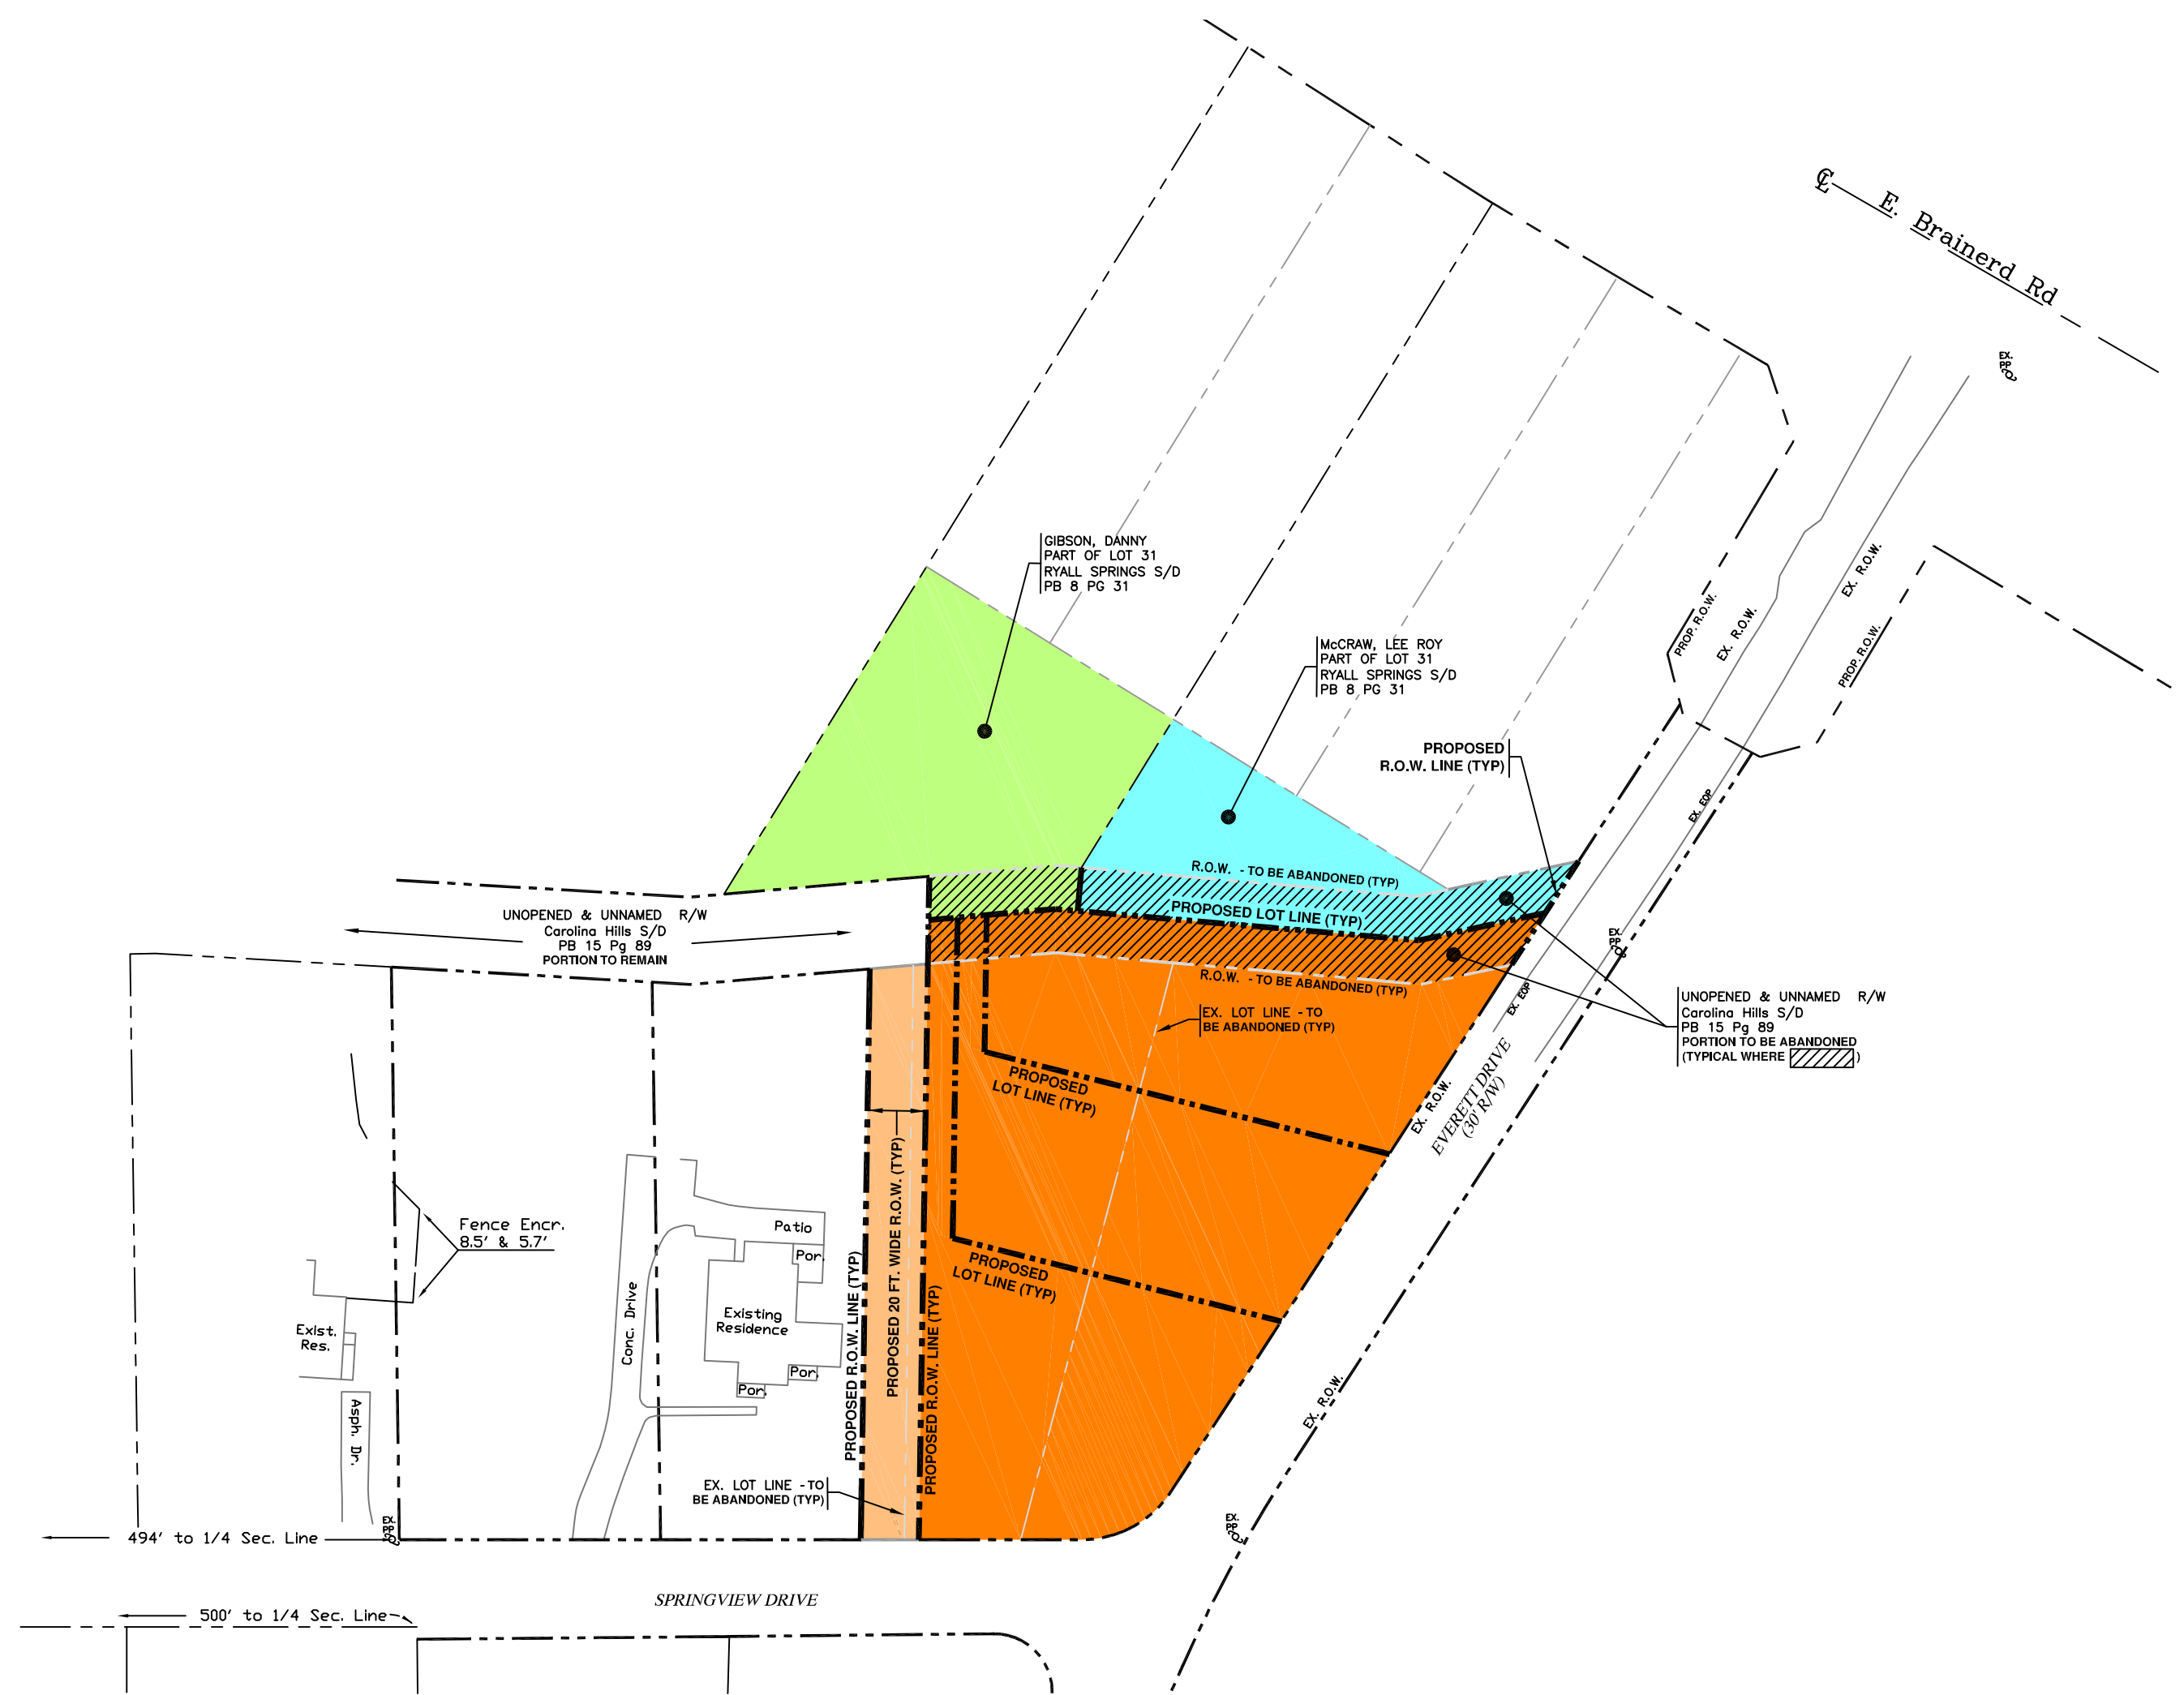 ℄
E. Brainerd Rd
EX.
PP
GIBSON, DANNY
PART OF LOT 31
RYALL SPRINGS S/D
PB 8 PG 31
EX. R.O.W.
PROP. R.O.W.
EX. R.O.W.
PROP. R.O.W.
McCRAW, LEE ROY
PART OF LOT 31
RYALL SPRINGS S/D
PB 8 PG 31
PROPOSED
R.O.W. LINE (TYP)
EX. EOP
R.O.W. - TO BE ABANDONED (TYP)
PROPOSED LOT LINE (TYP)
UNOPENED & UNNAMED R/W
Carolina Hills S/D
PB 15 Pg 89
PORTION TO REMAIN
EX.
PP
R.O.W. - TO BE ABANDONED (TYP)
EX. EOP
UNOPENED & UNNAMED R/W
Carolina Hills S/D
PB 15 Pg 89
PORTION TO BE ABANDONED
(TYPICAL WHERE )
EX. LOT LINE - TO
BE ABANDONED (TYP)
PROPOSED
LOT LINE (TYP)
EX. R.O.W.
EVERETT DRIVE
(30' R/W)
Fence Encr.
8.5' & 5.7'
Patio
Por.
PROPOSED
LOT LINE (TYP)
PROPOSED R.O.W. LINE (TYP)
PROPOSED 20 FT. WIDE R.O.W. (TYP)
PROPOSED R.O.W. LINE (TYP)
Conc. Drive
Existing
Residence
Exist.
Res.
Por.
Por.
EX. R.O.W.
Asph. Dr.
EX. LOT LINE - TO
BE ABANDONED (TYP)
EX.
PP
EX.
PP
494' to 1/4 Sec. Line
SPRINGVIEW DRIVE
500' to 1/4 Sec. Line